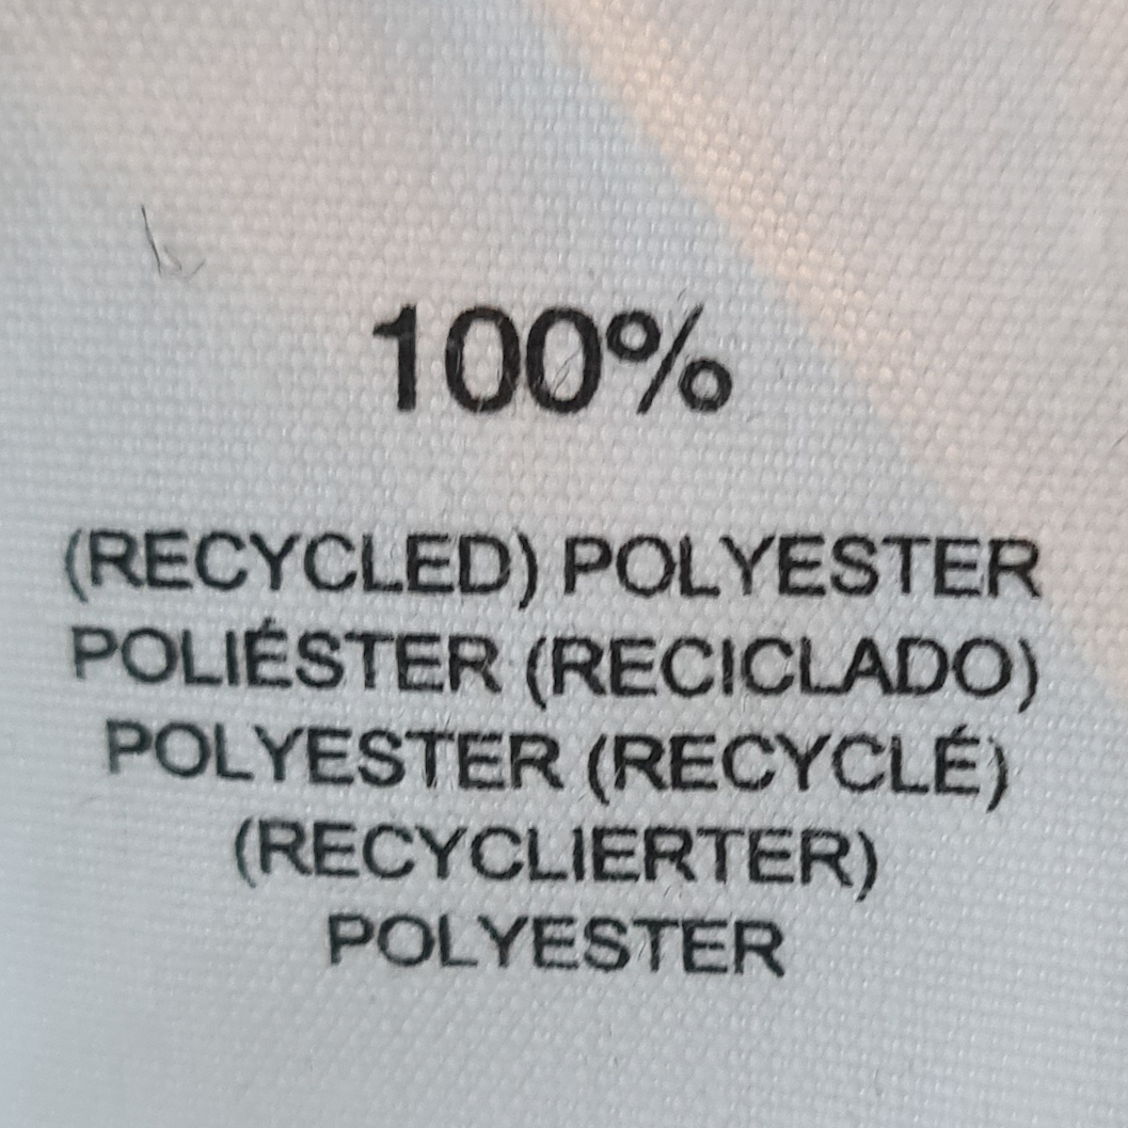 100%
(RECYCLED) POLYESTER
POLIÉSTER (RECICLADO)
POLYESTER (RECYCLÉ)
(RECYCLIERTER)
POLYESTER